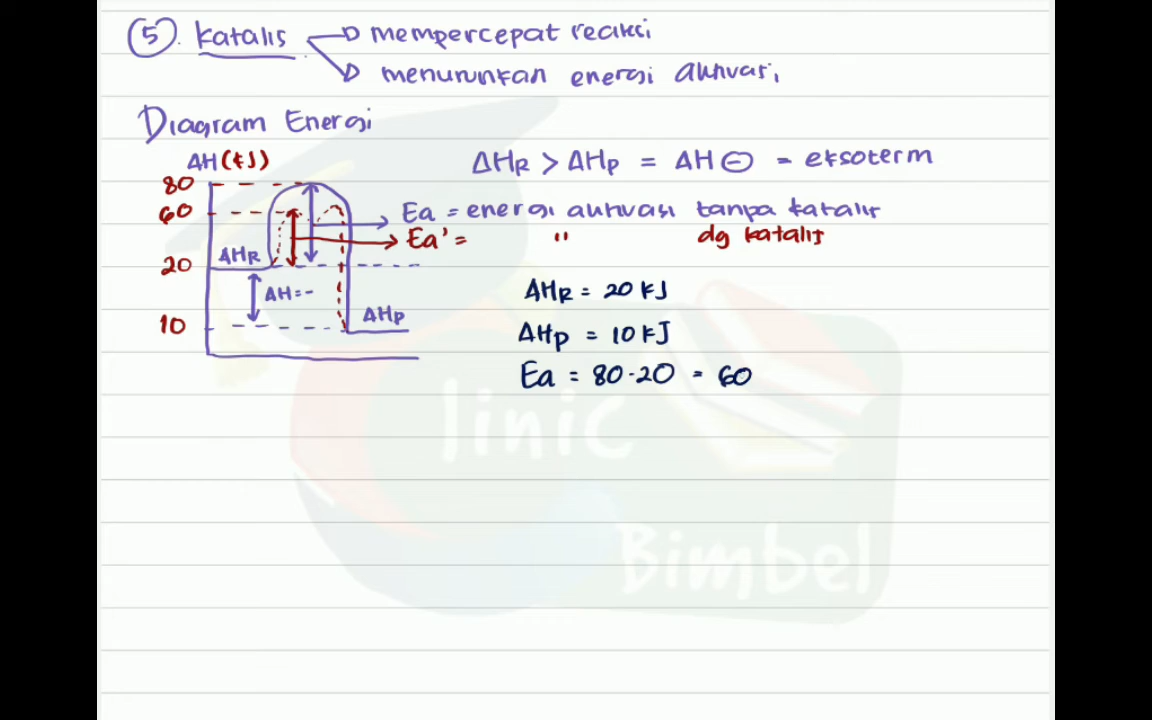 5. Katalis → mempercepat reaksi
→ menurunkan energi aktivasi
Diagram Energi
ΔH (kJ)
ΔHR > ΔHP = ΔH ⊖ = eksoterm
80
60
Ea = energi aktivasi tanpa katalis
Ea' = " dg katalis
ΔHR
20
ΔH = -
ΔHP
10
ΔHR = 20 kJ
ΔHP = 10 kJ
Ea = 80 - 20 = 60
Clinic
Bimbel